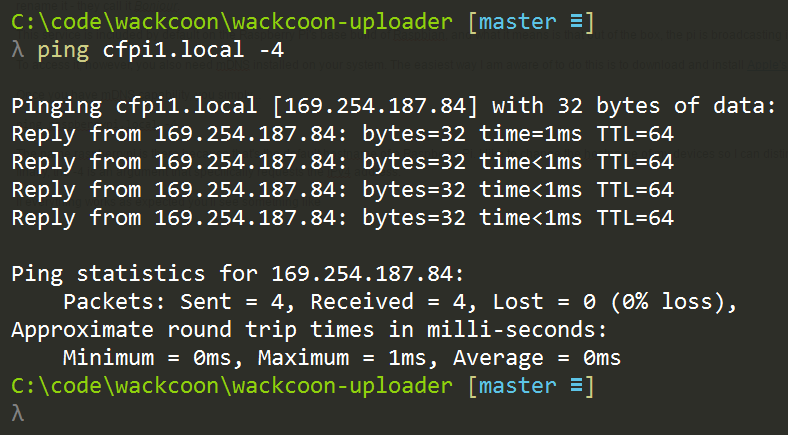 C:\code\wackcoon\wackcoon-uploader [master ≡]
λ ping cfpi1.local -4
Pinging cfpi1.local [169.254.187.84] with 32 bytes of data:
Reply from 169.254.187.84: bytes=32 time=1ms TTL=64
Reply from 169.254.187.84: bytes=32 time<1ms TTL=64
Reply from 169.254.187.84: bytes=32 time<1ms TTL=64
Reply from 169.254.187.84: bytes=32 time<1ms TTL=64
Ping statistics for 169.254.187.84:
Packets: Sent = 4, Received = 4, Lost = 0 (0% loss),
Approximate round trip times in milli-seconds:
Minimum = 0ms, Maximum = 1ms, Average = 0ms
C:\code\wackcoon\wackcoon-uploader [master ≡]
λ